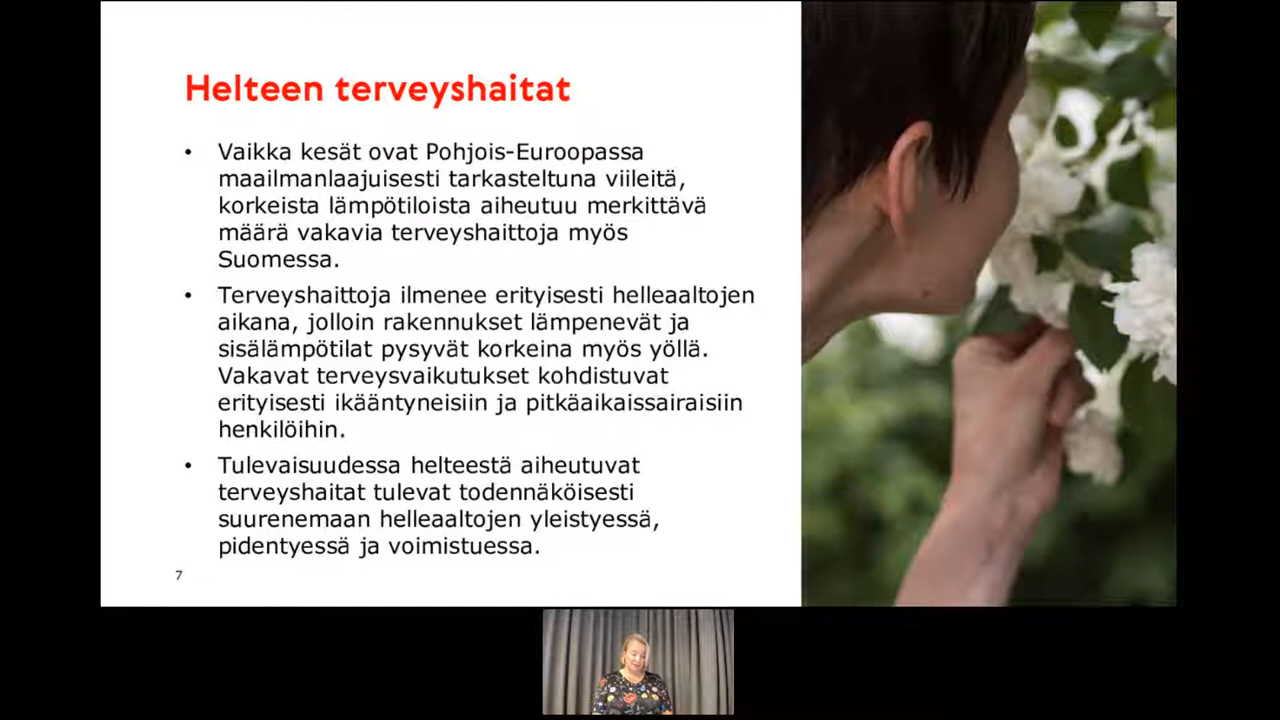 Helteen terveyshaitat
• Vaikka kesät ovat Pohjois-Euroopassa
maailmanlaajuisesti tarkasteltuna viileitä,
korkeista lämpötiloista aiheutuu merkittävä
määrä vakavia terveyshaittoja myös
Suomessa.
• Terveyshaittoja ilmenee erityisesti helleaaltojen
aikana, jolloin rakennukset lämpenevät ja
sisälämpötilat pysyvät korkeina myös yöllä.
Vakavat terveysvaikutukset kohdistuvat
erityisesti ikääntyneisiin ja pitkäaikaissairaisiin
henkilöihin.
• Tulevaisuudessa helteestä aiheutuvat
terveyshaitat tulevat todennäköisesti
suurenemaan helleaaltojen yleistyessä,
pidentyessä ja voimistuessa.
7